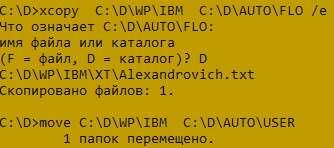 C:\D>xcopy  C:\D\WP\IBM  C:\D\AUTO\FLO /e
Что означает C:\D\AUTO\FLO:
имя файла или каталога
(F = файл, D = каталог)? D
C:\D\WP\IBM\XT\Alexandrovich.txt
Скопировано файлов: 1.

C:\D>move C:\D\WP\IBM  C:\D\AUTO\USER
        1 папок перемещено.